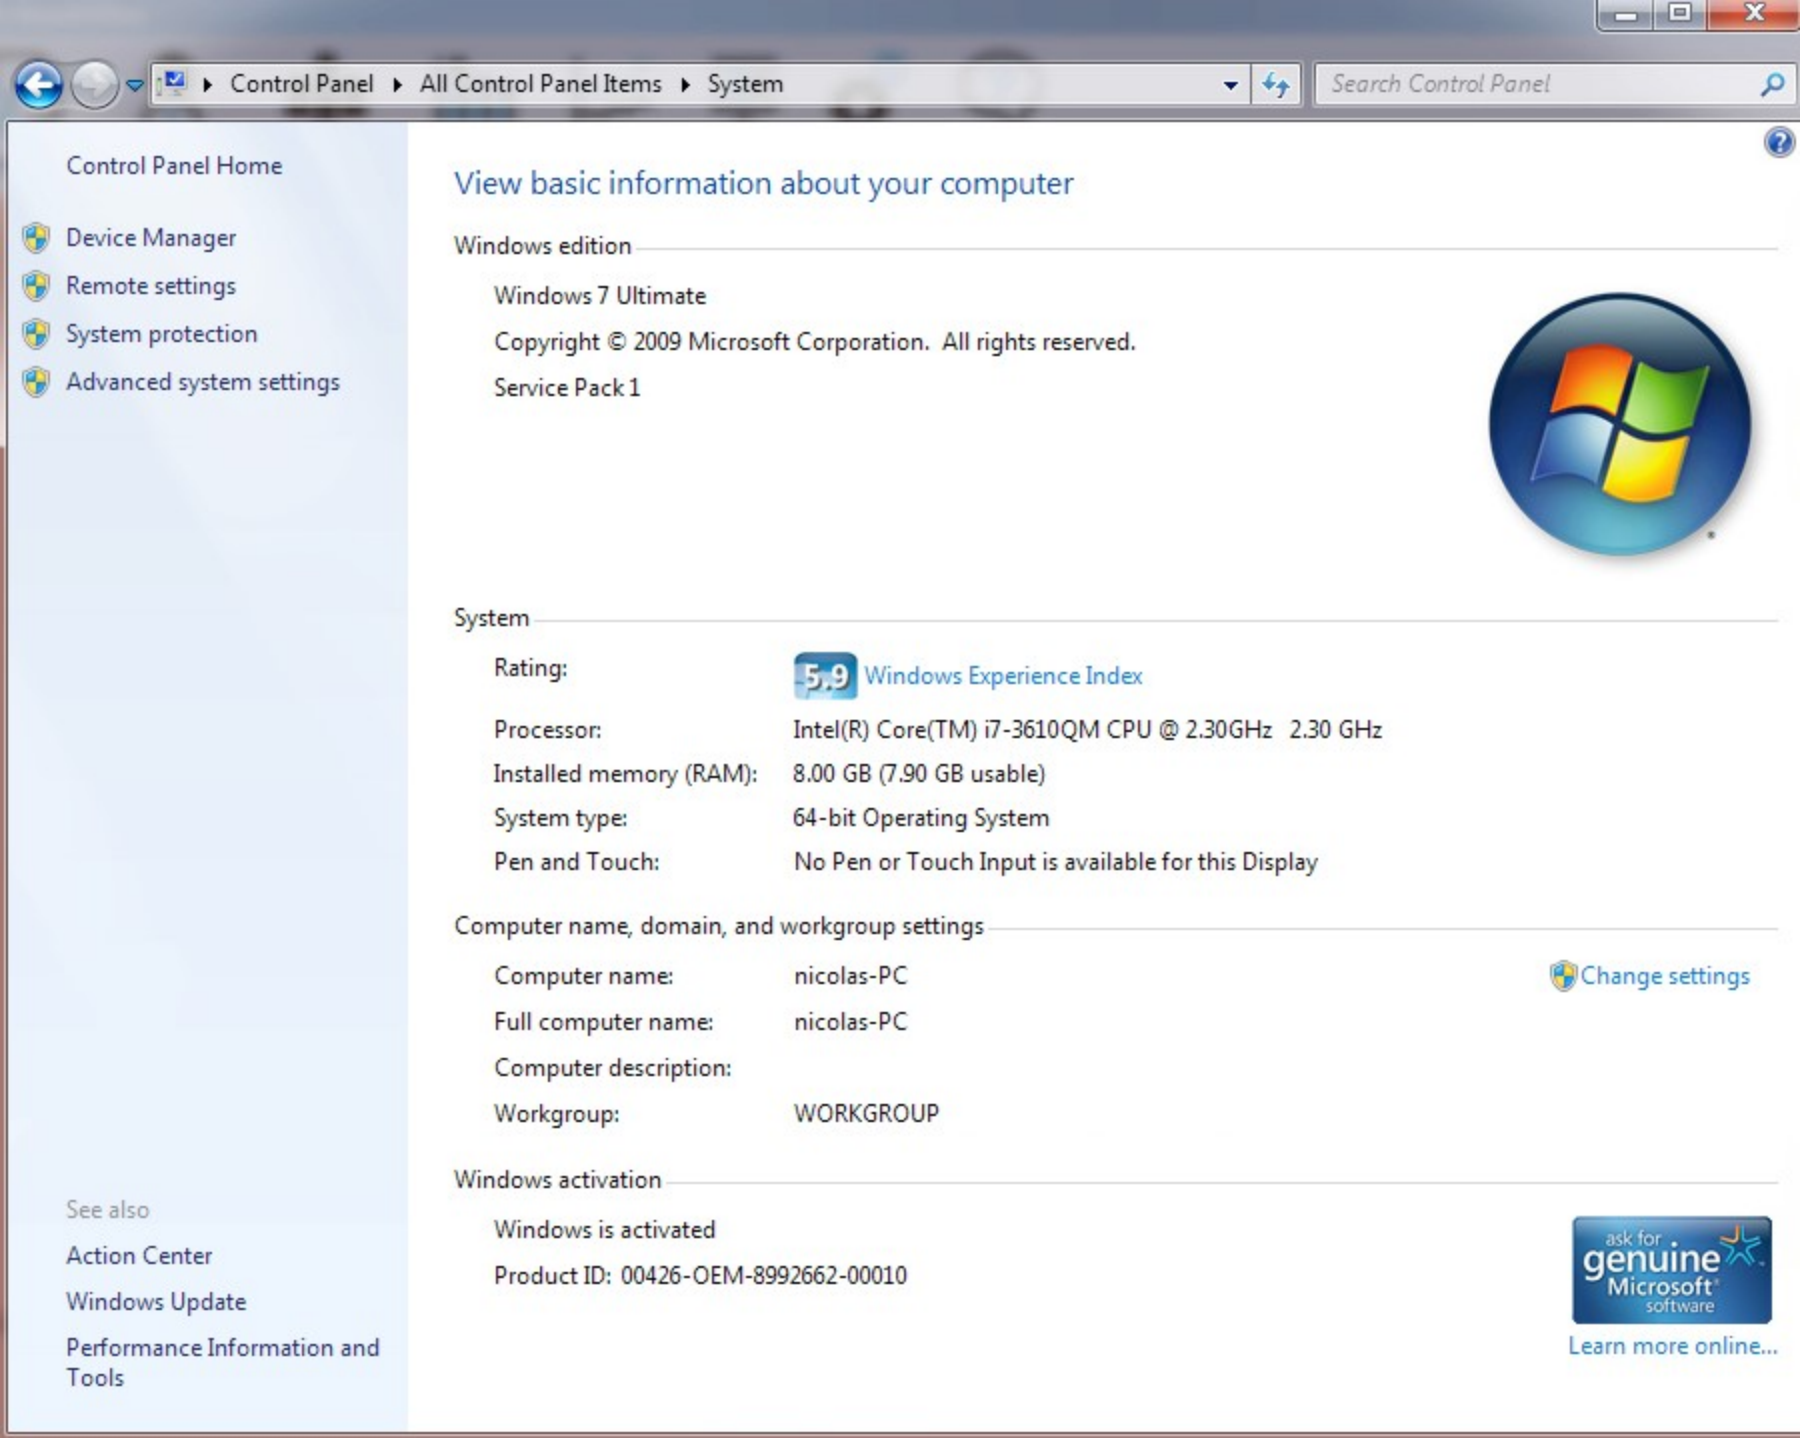 Control Panel
All Control Panel Items
System
Search Control Panel
Control Panel Home
Device Manager
Remote settings
System protection
Advanced system settings
View basic information about your computer
Windows edition
Windows 7 Ultimate
Copyright © 2009 Microsoft Corporation.  All rights reserved.
Service Pack 1
System
Rating: 5.9 Windows Experience Index
Processor: Intel(R) Core(TM) i7-3610QM CPU @ 2.30GHz   2.30 GHz
Installed memory (RAM): 8.00 GB (7.90 GB usable)
System type: 64-bit Operating System
Pen and Touch: No Pen or Touch Input is available for this Display
Computer name, domain, and workgroup settings
Computer name: nicolas-PC
Change settings
Full computer name: nicolas-PC
Computer description:
Workgroup: WORKGROUP
Windows activation
Windows is activated
Product ID: 00426-OEM-8992662-00010
ask for
genuine
Microsoft®
software
Learn more online...
See also
Action Center
Windows Update
Performance Information and
Tools